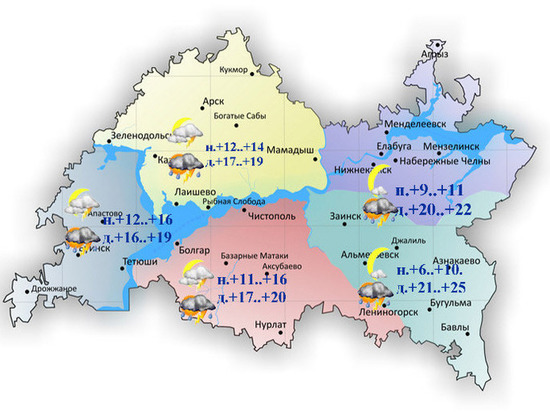 Агрыз
Кукмор
Арск
Богатые Сабы
Менделеевск
Зеленодольск
н.+12..+14
д.+17..+19
Мамадыш
Елабуга
Мензелинск
Набережные Челны
Нижнекамск
Лаишево
Рыбная Слобода
н.+9..+11
д.+20..+22
Апастово
н.+12..+16
д.+16..+19
Чистополь
Заинск
Болгар
Джалиль
Базарные Матаки
Азнакаево
Тетюши
Аксубаево
н.+11..+16
д.+17..+20
н.+6..+10.
д.+21..+25
Дрожжаное
Лениногорск
Бугульма
Нурлат
Бавлы